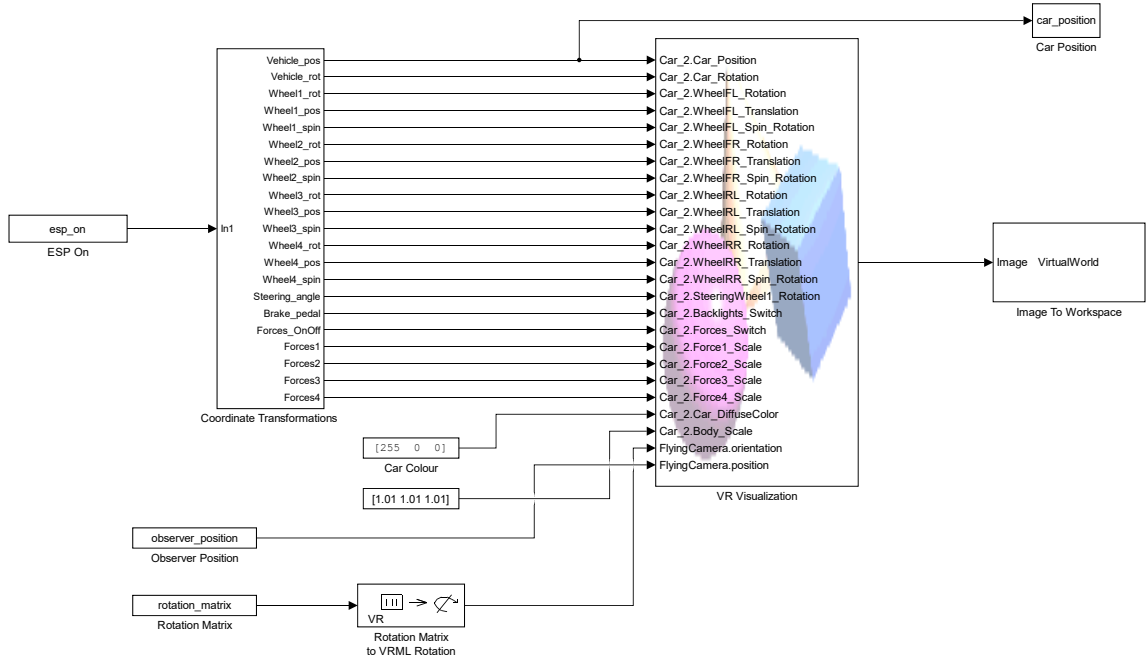 car_position
Car Position
Vehicle_pos
Vehicle_rot
Wheel1_rot
Wheel1_pos
Wheel1_spin
Wheel2_rot
Wheel2_pos
Wheel2_spin
Wheel3_rot
Wheel3_pos
Wheel3_spin
Wheel4_rot
Wheel4_pos
Wheel4_spin
Steering_angle
Brake_pedal
Forces_OnOff
Forces1
Forces2
Forces3
Forces4
In1
Coordinate Transformations
esp_on
ESP On
Car_2.Car_Position
Car_2.Car_Rotation
Car_2.WheelFL_Rotation
Car_2.WheelFL_Translation
Car_2.WheelFL_Spin_Rotation
Car_2.WheelFR_Rotation
Car_2.WheelFR_Translation
Car_2.WheelFR_Spin_Rotation
Car_2.WheelRL_Rotation
Car_2.WheelRL_Translation
Car_2.WheelRL_Spin_Rotation
Car_2.WheelRR_Rotation
Car_2.WheelRR_Translation
Car_2.WheelRR_Spin_Rotation
Car_2.SteeringWheel1_Rotation
Car_2.Backlights_Switch
Car_2.Forces_Switch
Car_2.Force1_Scale
Car_2.Force2_Scale
Car_2.Force3_Scale
Car_2.Force4_Scale
Car_2.Car_DiffuseColor
Car_2.Body_Scale
FlyingCamera.orientation
FlyingCamera.position
VR Visualization
Image VirtualWorld
Image To Workspace
[255 0 0]
Car Colour
[1.01 1.01 1.01]
observer_position
Observer Position
rotation_matrix
Rotation Matrix
VR
Rotation Matrix
to VRML Rotation